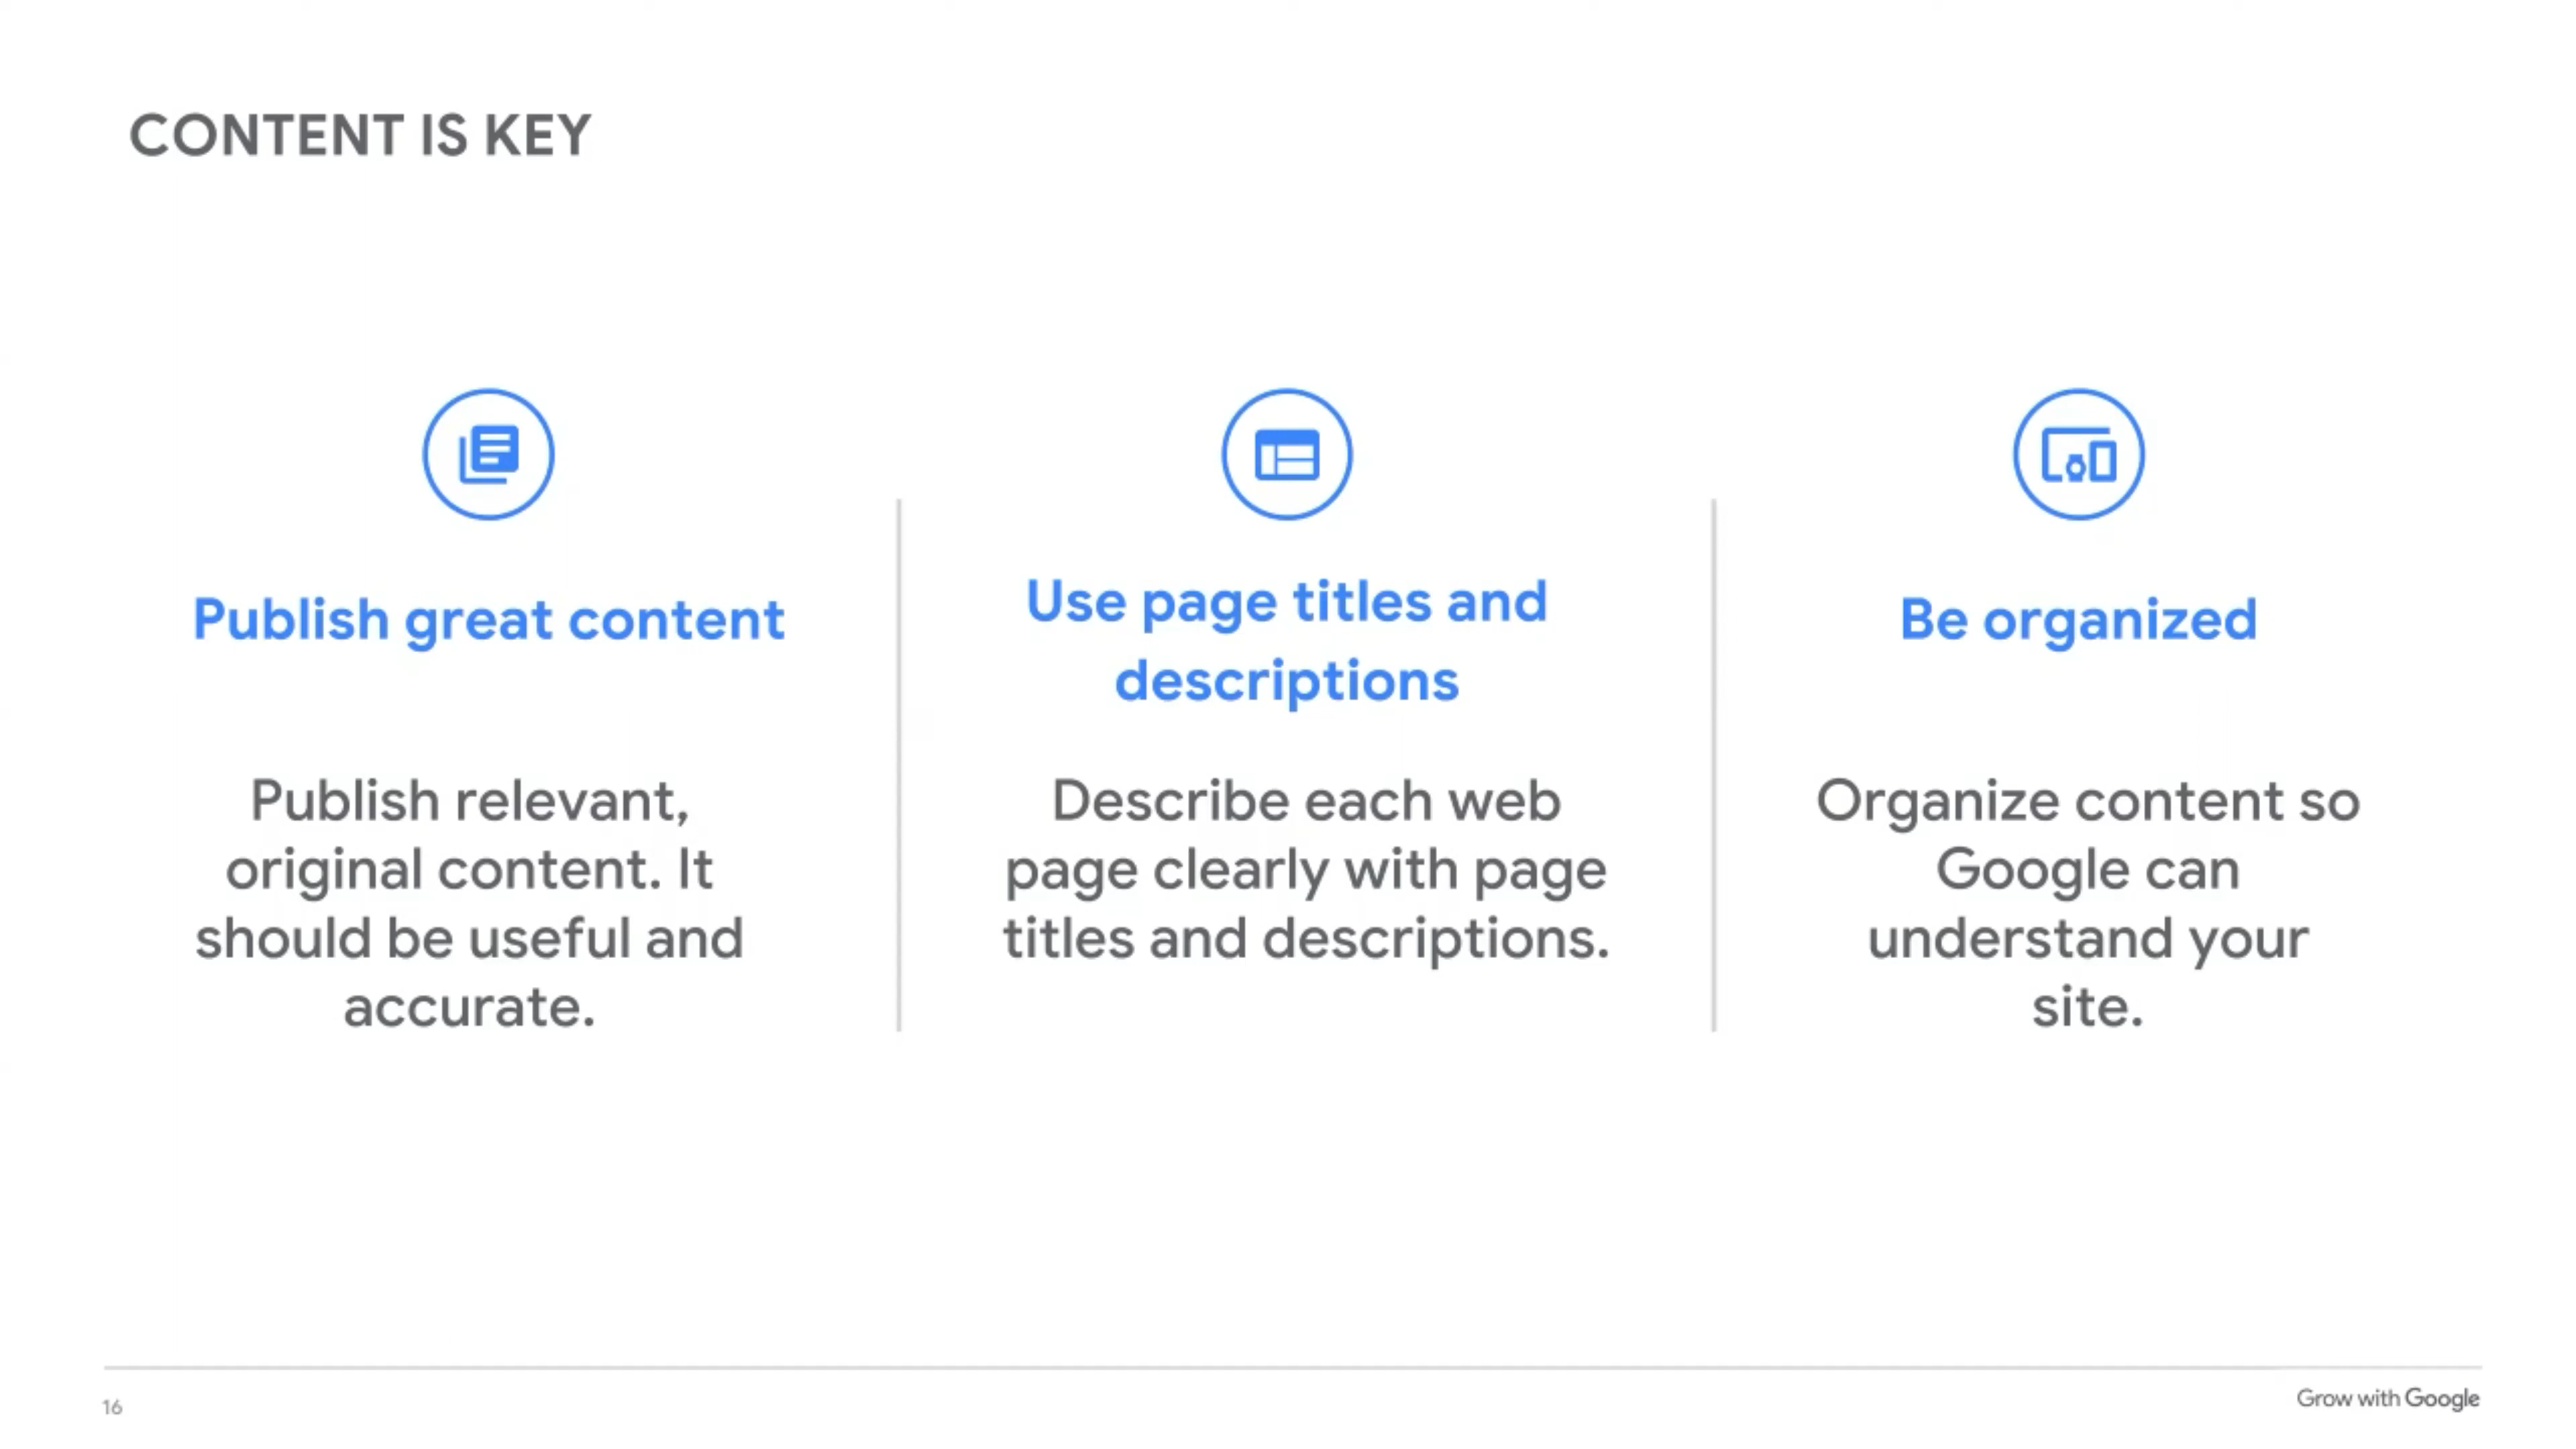 CONTENT IS KEY
Publish great content
Publish relevant,
original content. It
should be useful and
accurate.
Use page titles and
descriptions
Describe each web
page clearly with page
titles and descriptions.
Be organized
Organize content so
Google can
understand your
site.
16
Grow with Google